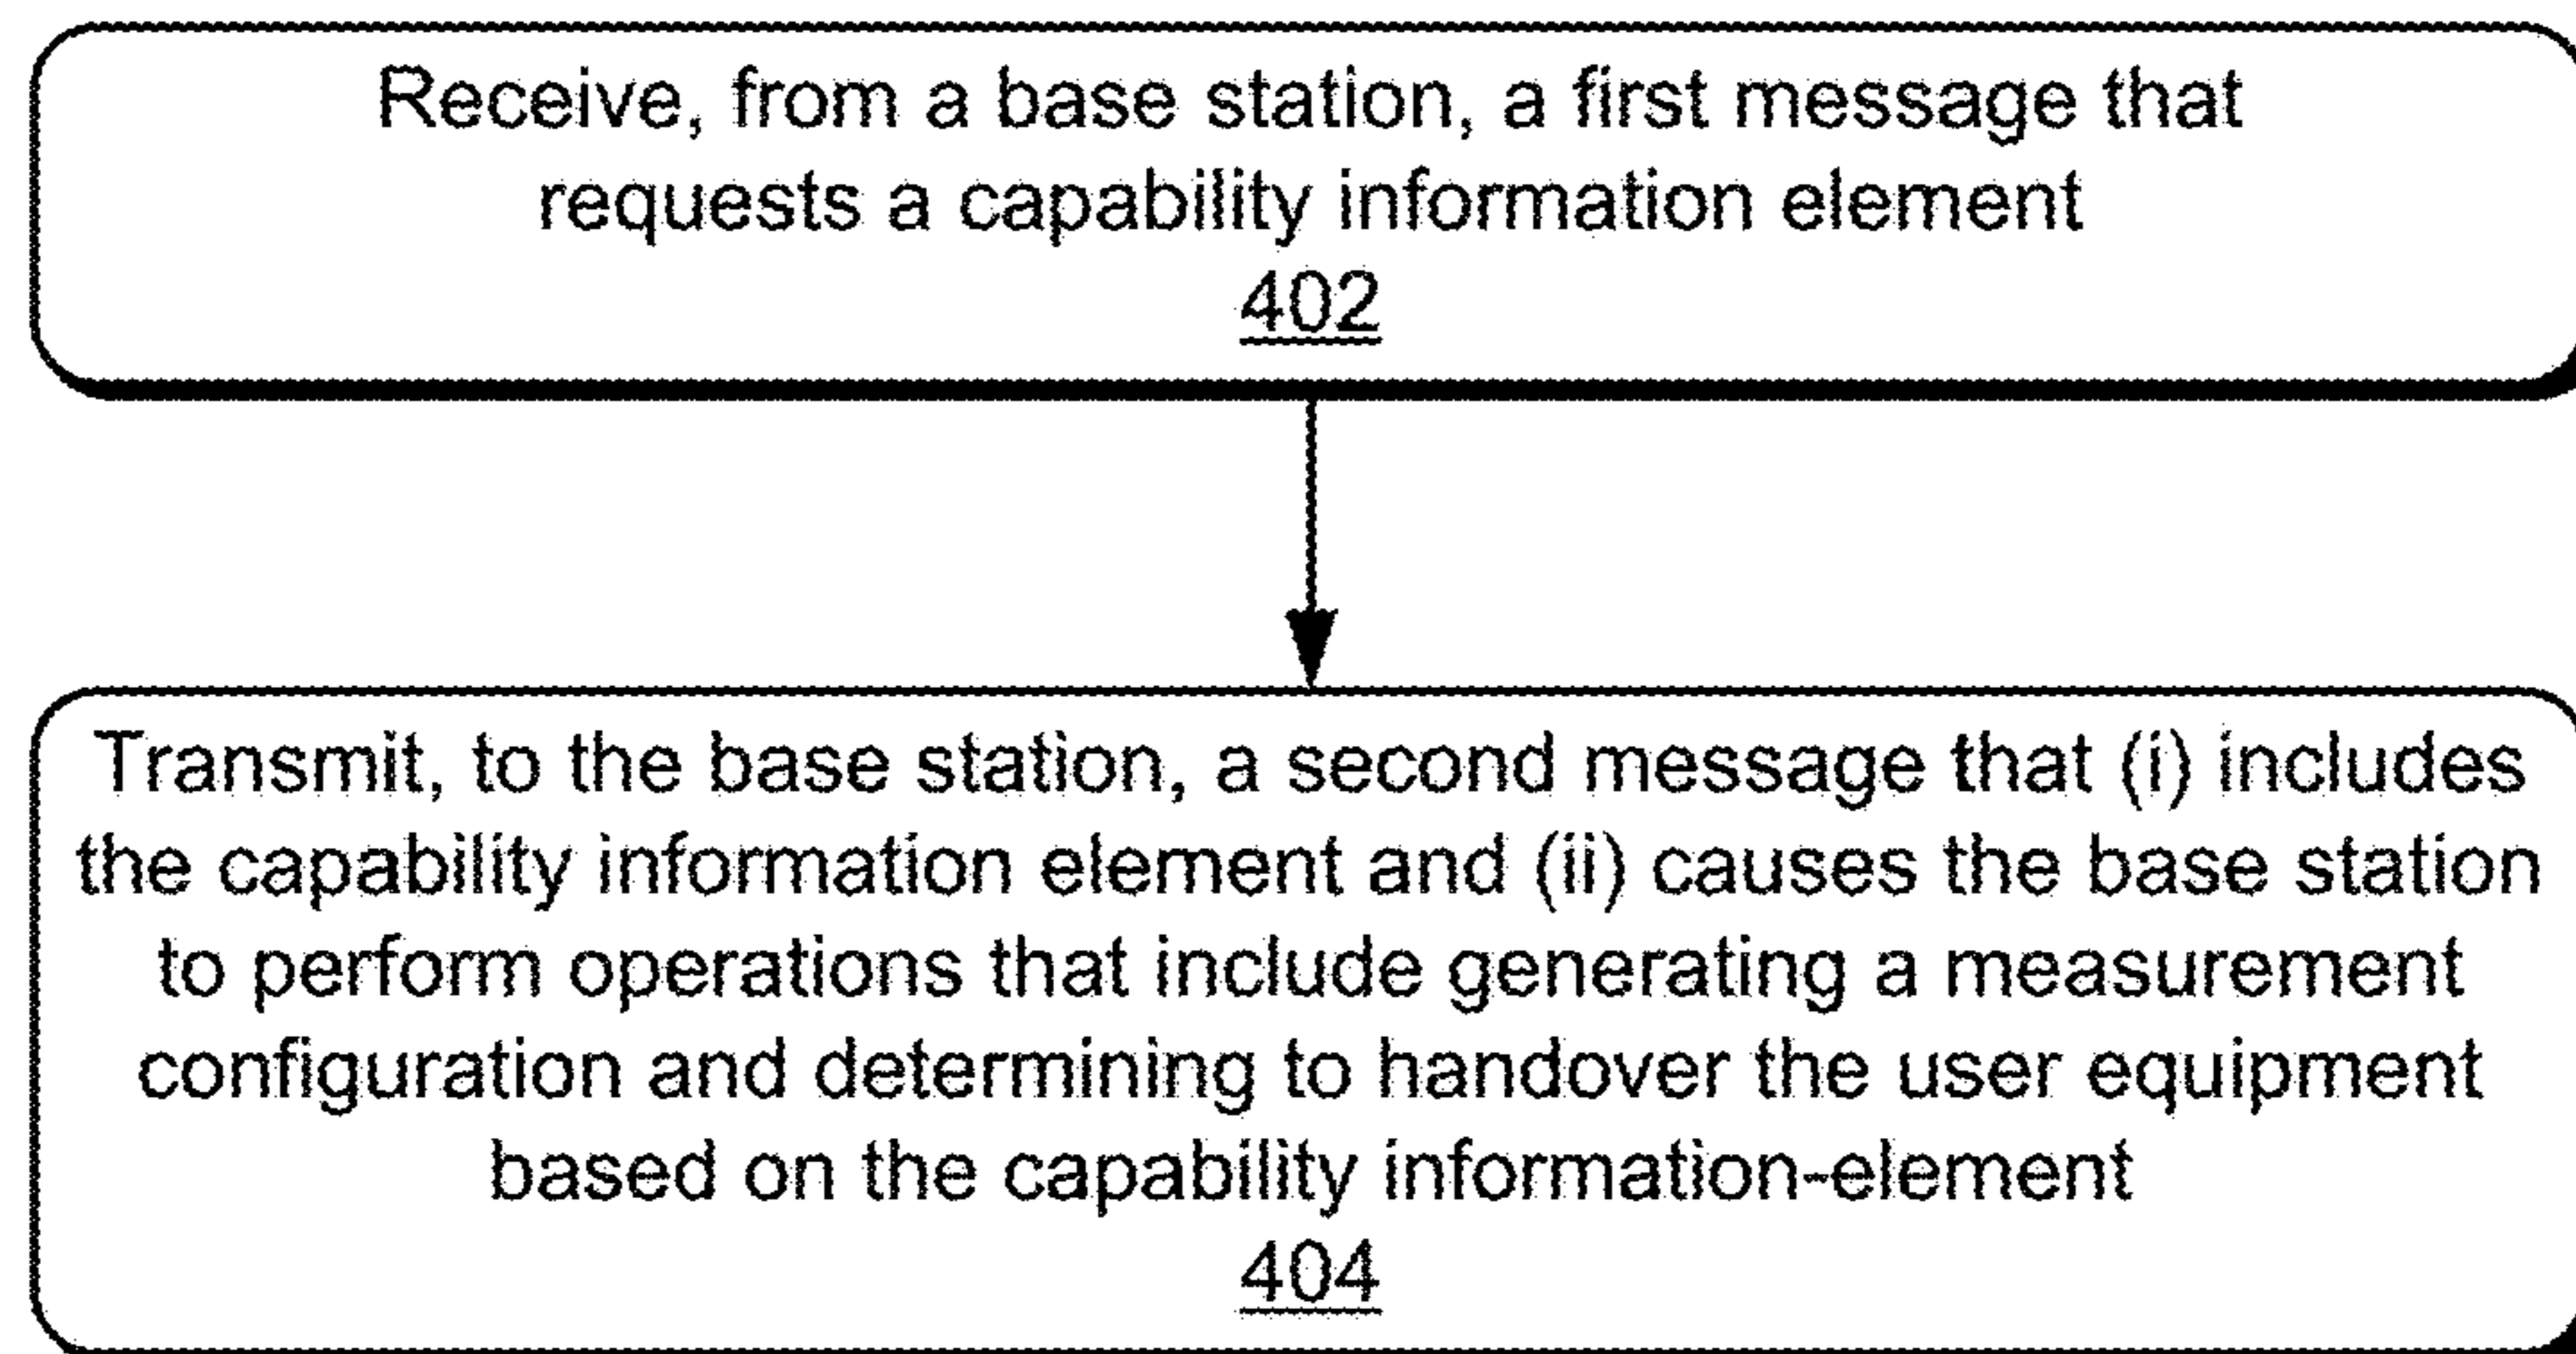 Receive, from a base station, a first message that
requests a capability information element
402
Transmit, to the base station, a second message that (i) includes
the capability information element and (ii) causes the base station
to perform operations that include generating a measurement
configuration and determining to handover the user equipment
based on the capability information-element
404